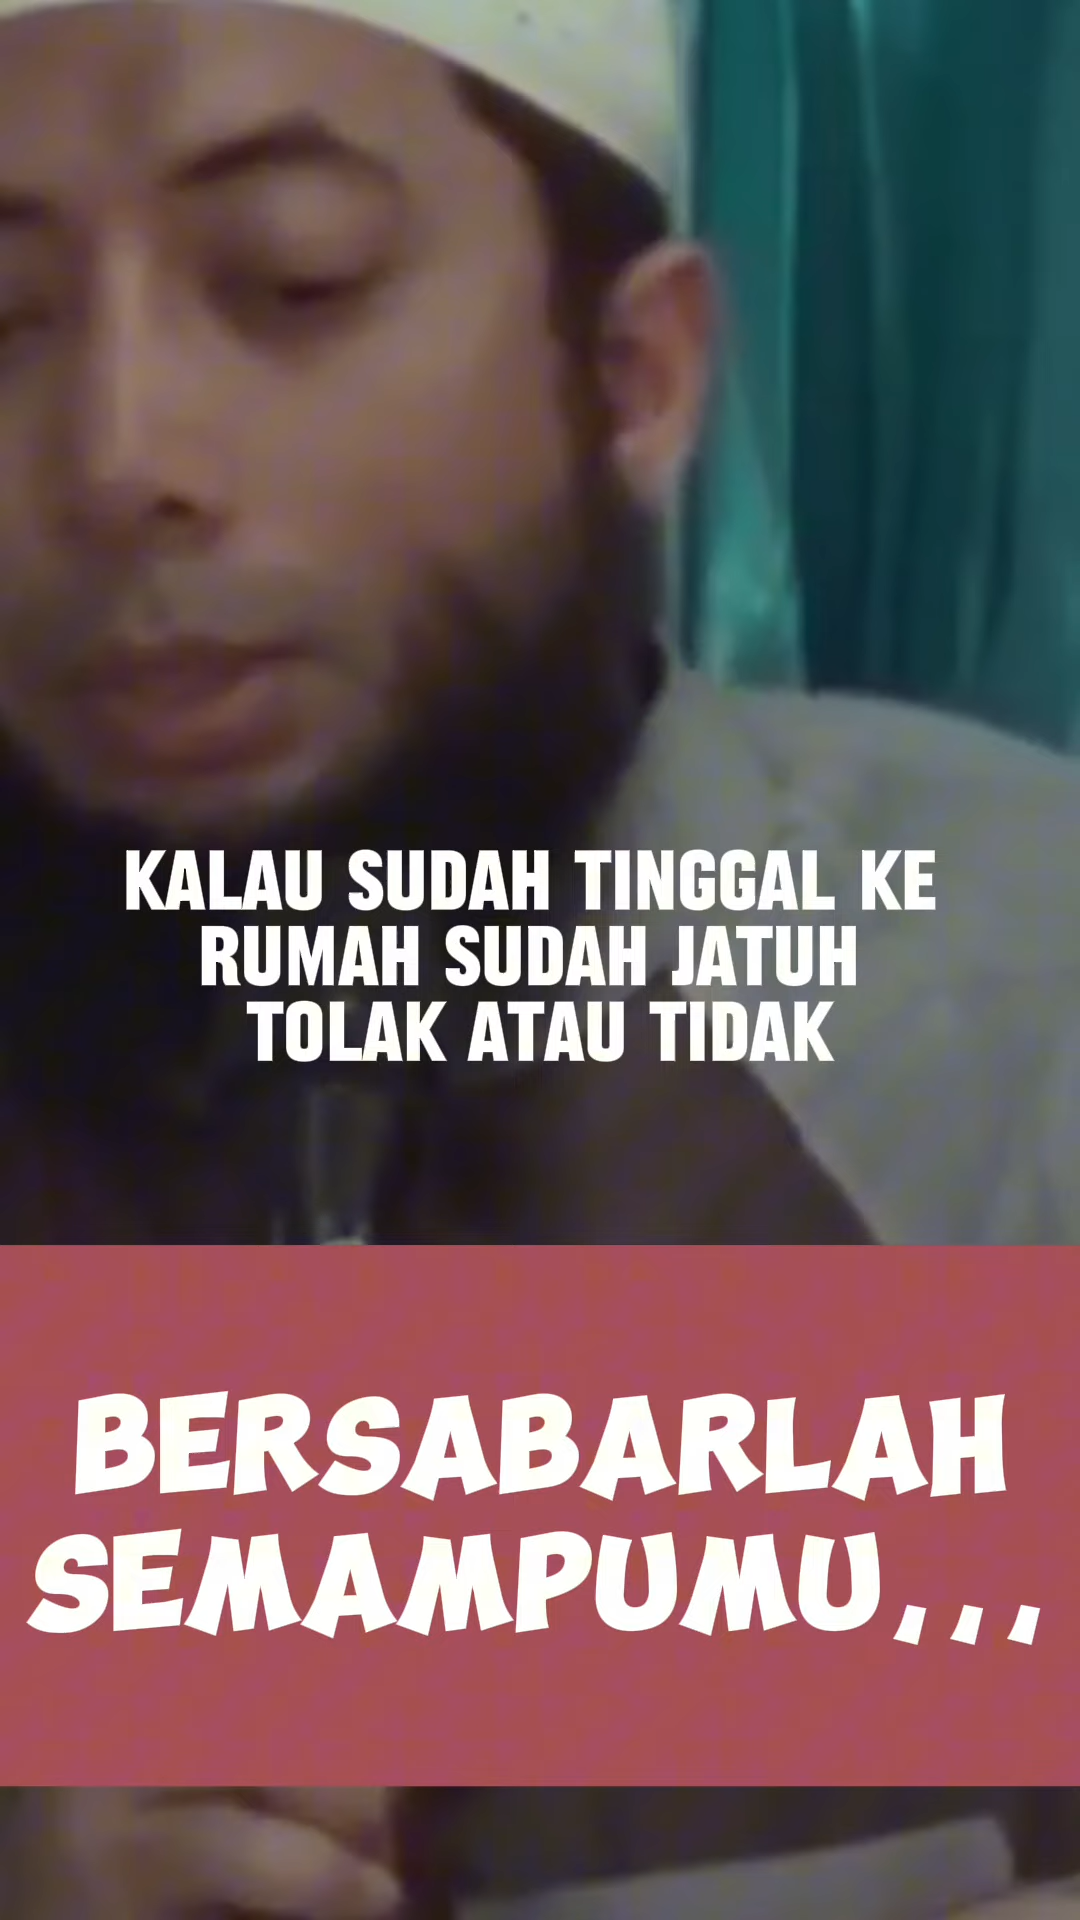 KALAU SUDAH TINGGAL KE
RUMAH SUDAH JATUH
TOLAK ATAU TIDAK
BERSABARLAH
SEMAMPUMU,,,